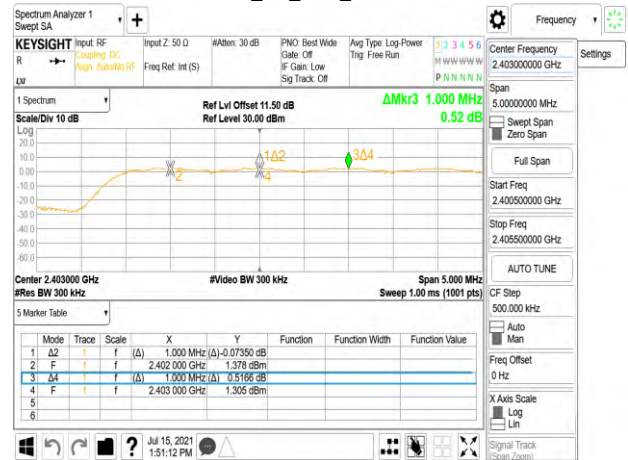 Spectrum Analyzer 1
Swept SA
+
Frequency
KEYSIGHT
R
Input: RF
Coupling: DC
Align: Auto/No RF
Input Z: 50 Ω
Freq Ref: Int (S)
#Atten: 30 dB
PNO: Best Wide
Gate: Off
IF Gain: Low
Sig Track: Off
Avg Type: Log-Power
Trig: Free Run
1 2 3 4 5 6
M W W W W W
P N N N N N
1 Spectrum
Scale/Div 10 dB
Ref Lvl Offset 11.50 dB
Ref Level 30.00 dBm
ΔMkr3 1.000 MHz
0.52 dB
Log
20.0
10.0
0.00
-10.0
-20.0
-30.0
-40.0
-50.0
-60.0
1Δ2
2
3Δ4
4
Center 2.403000 GHz
#Res BW 300 kHz
#Video BW 300 kHz
Span 5.000 MHz
Sweep 1.00 ms (1001 pts)
5 Marker Table
Mode Trace Scale X Y Function Function Width Function Value
1 Δ2 1 f (Δ) 1.000 MHz (Δ) -0.07350 dB
2 F 1 f 2.402 000 GHz 1.378 dBm
3 Δ4 1 f (Δ) 1.000 MHz (Δ) 0.5166 dB
4 F 1 f 2.403 000 GHz 1.305 dBm
5
6
?
Jul 15, 2021
1:51:12 PM
Center Frequency
2.403000000 GHz
Settings
Span
5.00000000 MHz
Swept Span
Zero Span
Full Span
Start Freq
2.400500000 GHz
Stop Freq
2.405500000 GHz
AUTO TUNE
CF Step
500.000 kHz
Auto
Man
Freq Offset
0 Hz
X Axis Scale
Log
Lin
Signal Track
(Span Zoom)